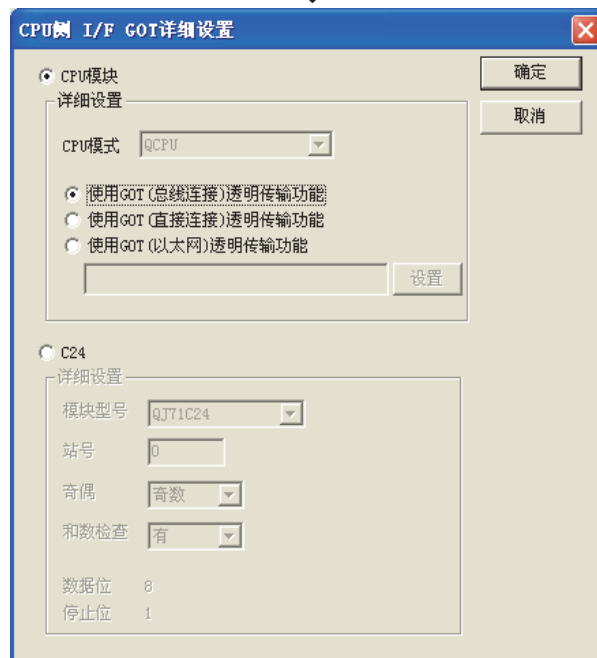 CPU侧 I/F GOT详细设置
CPU模块
确定
详细设置
取消
CPU模式 QCPU
使用GOT(总线连接)透明传输功能
使用GOT(直接连接)透明传输功能
使用GOT(以太网)透明传输功能
设置
C24
详细设置
模块型号 QJ71C24
站号 0
奇偶 奇数
和数检查 有
数据位 8
停止位 1